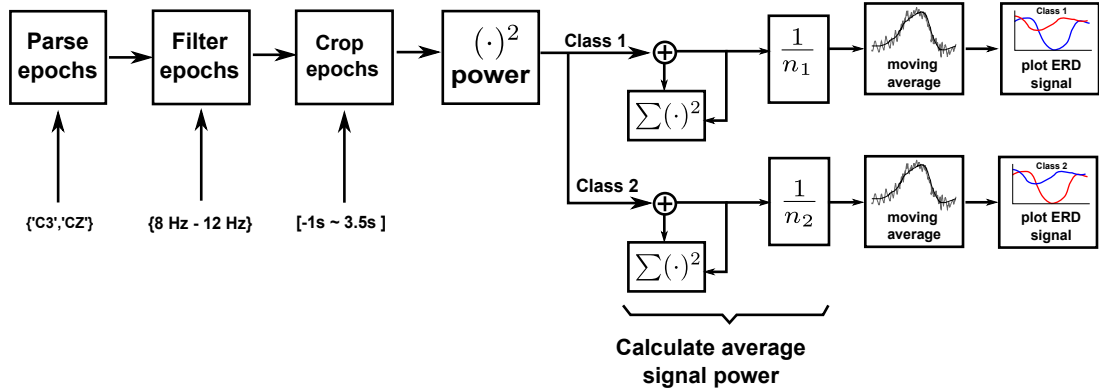 Parse
epochs
Filter
epochs
Crop
epochs
(·)²
power
{'C3','CZ'}
{8 Hz - 12 Hz}
[-1s ~ 3.5s ]
Class 1
∑(·)²
1
n₁
moving
average
Class 1
plot ERD
signal
Class 2
∑(·)²
1
n₂
moving
average
Class 2
plot ERD
signal
Calculate average
signal power